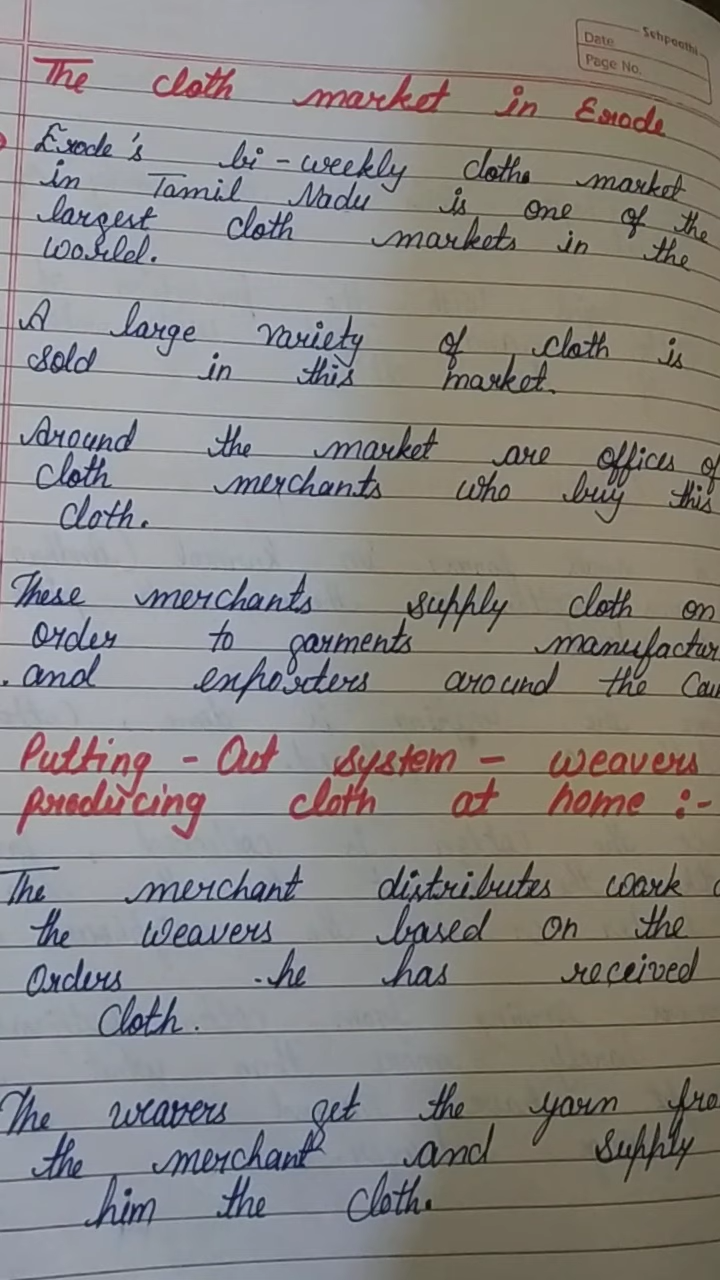 Sehpaathi
Date
Page No.
The cloth market in Erode
Erode's bi-weekly cloth market
in Tamil Nadu is one of the
largest cloth markets in the
world.
A large variety of cloth is
sold in this market.
Around the market are offices of
cloth merchants who buy this
cloth.
These merchants supply cloth on
order to garments manufactur
and exporters around the Cou
Putting - Out system - weavers
producing cloth at home :-
The merchant distributes work
the weavers based on the
orders he has received
cloth.
The weavers get the yarn fro
the merchant and supply
him the cloth.